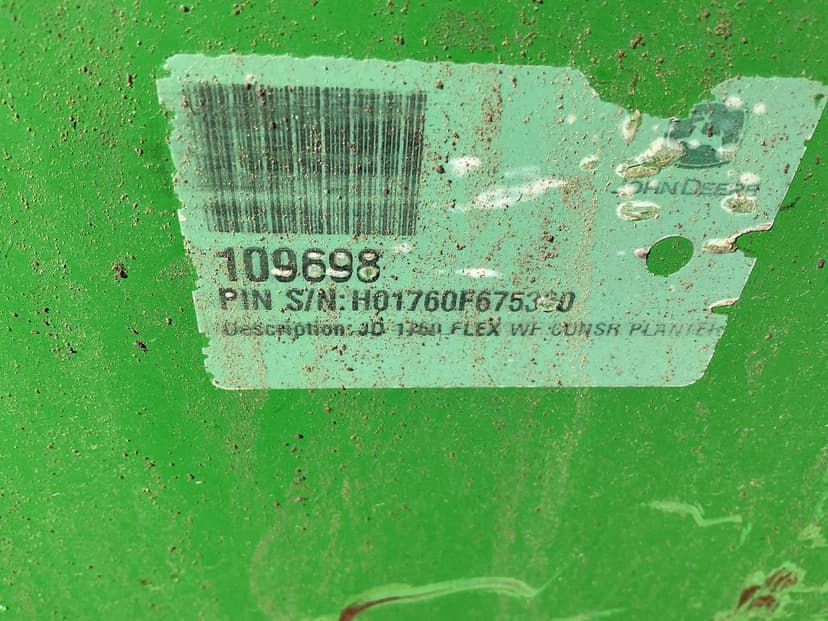 JOHN DEERE
109698
PIN S/N:
Description: JD 1760 FLEX WF CONSR PLANTER